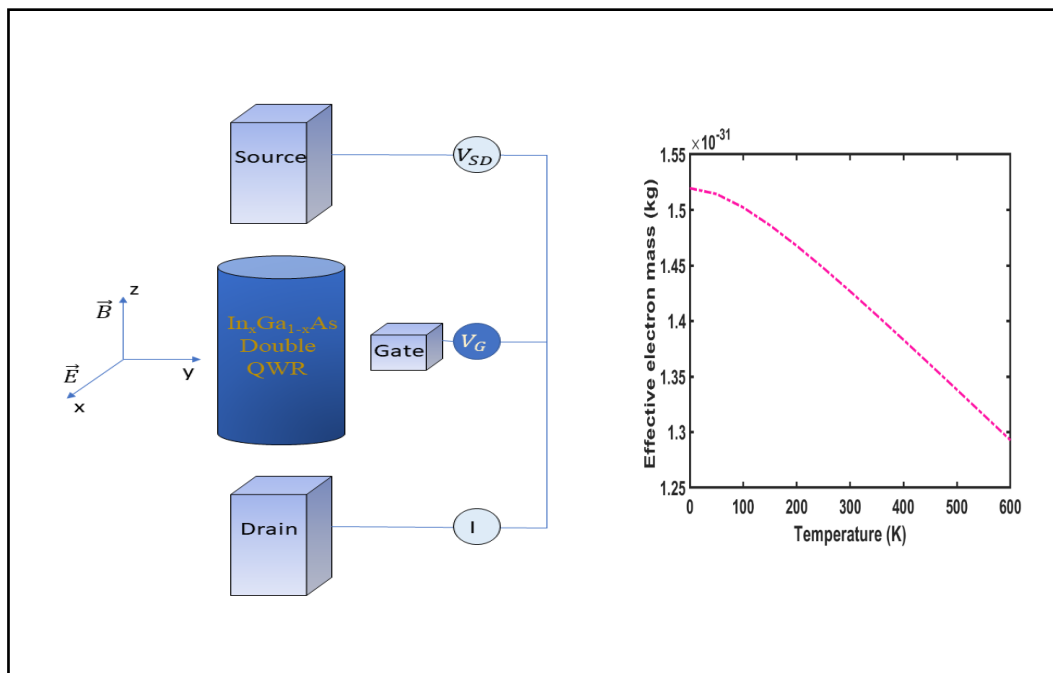 Source
V_SD
B
z
In_xGa_1-xAs
Double
QWR
Gate
V_G
E
y
x
Drain
I
×10^-31
1.55
1.5
1.45
1.4
1.35
1.3
1.25
Effective electron mass (kg)
0 100 200 300 400 500 600
Temperature (K)